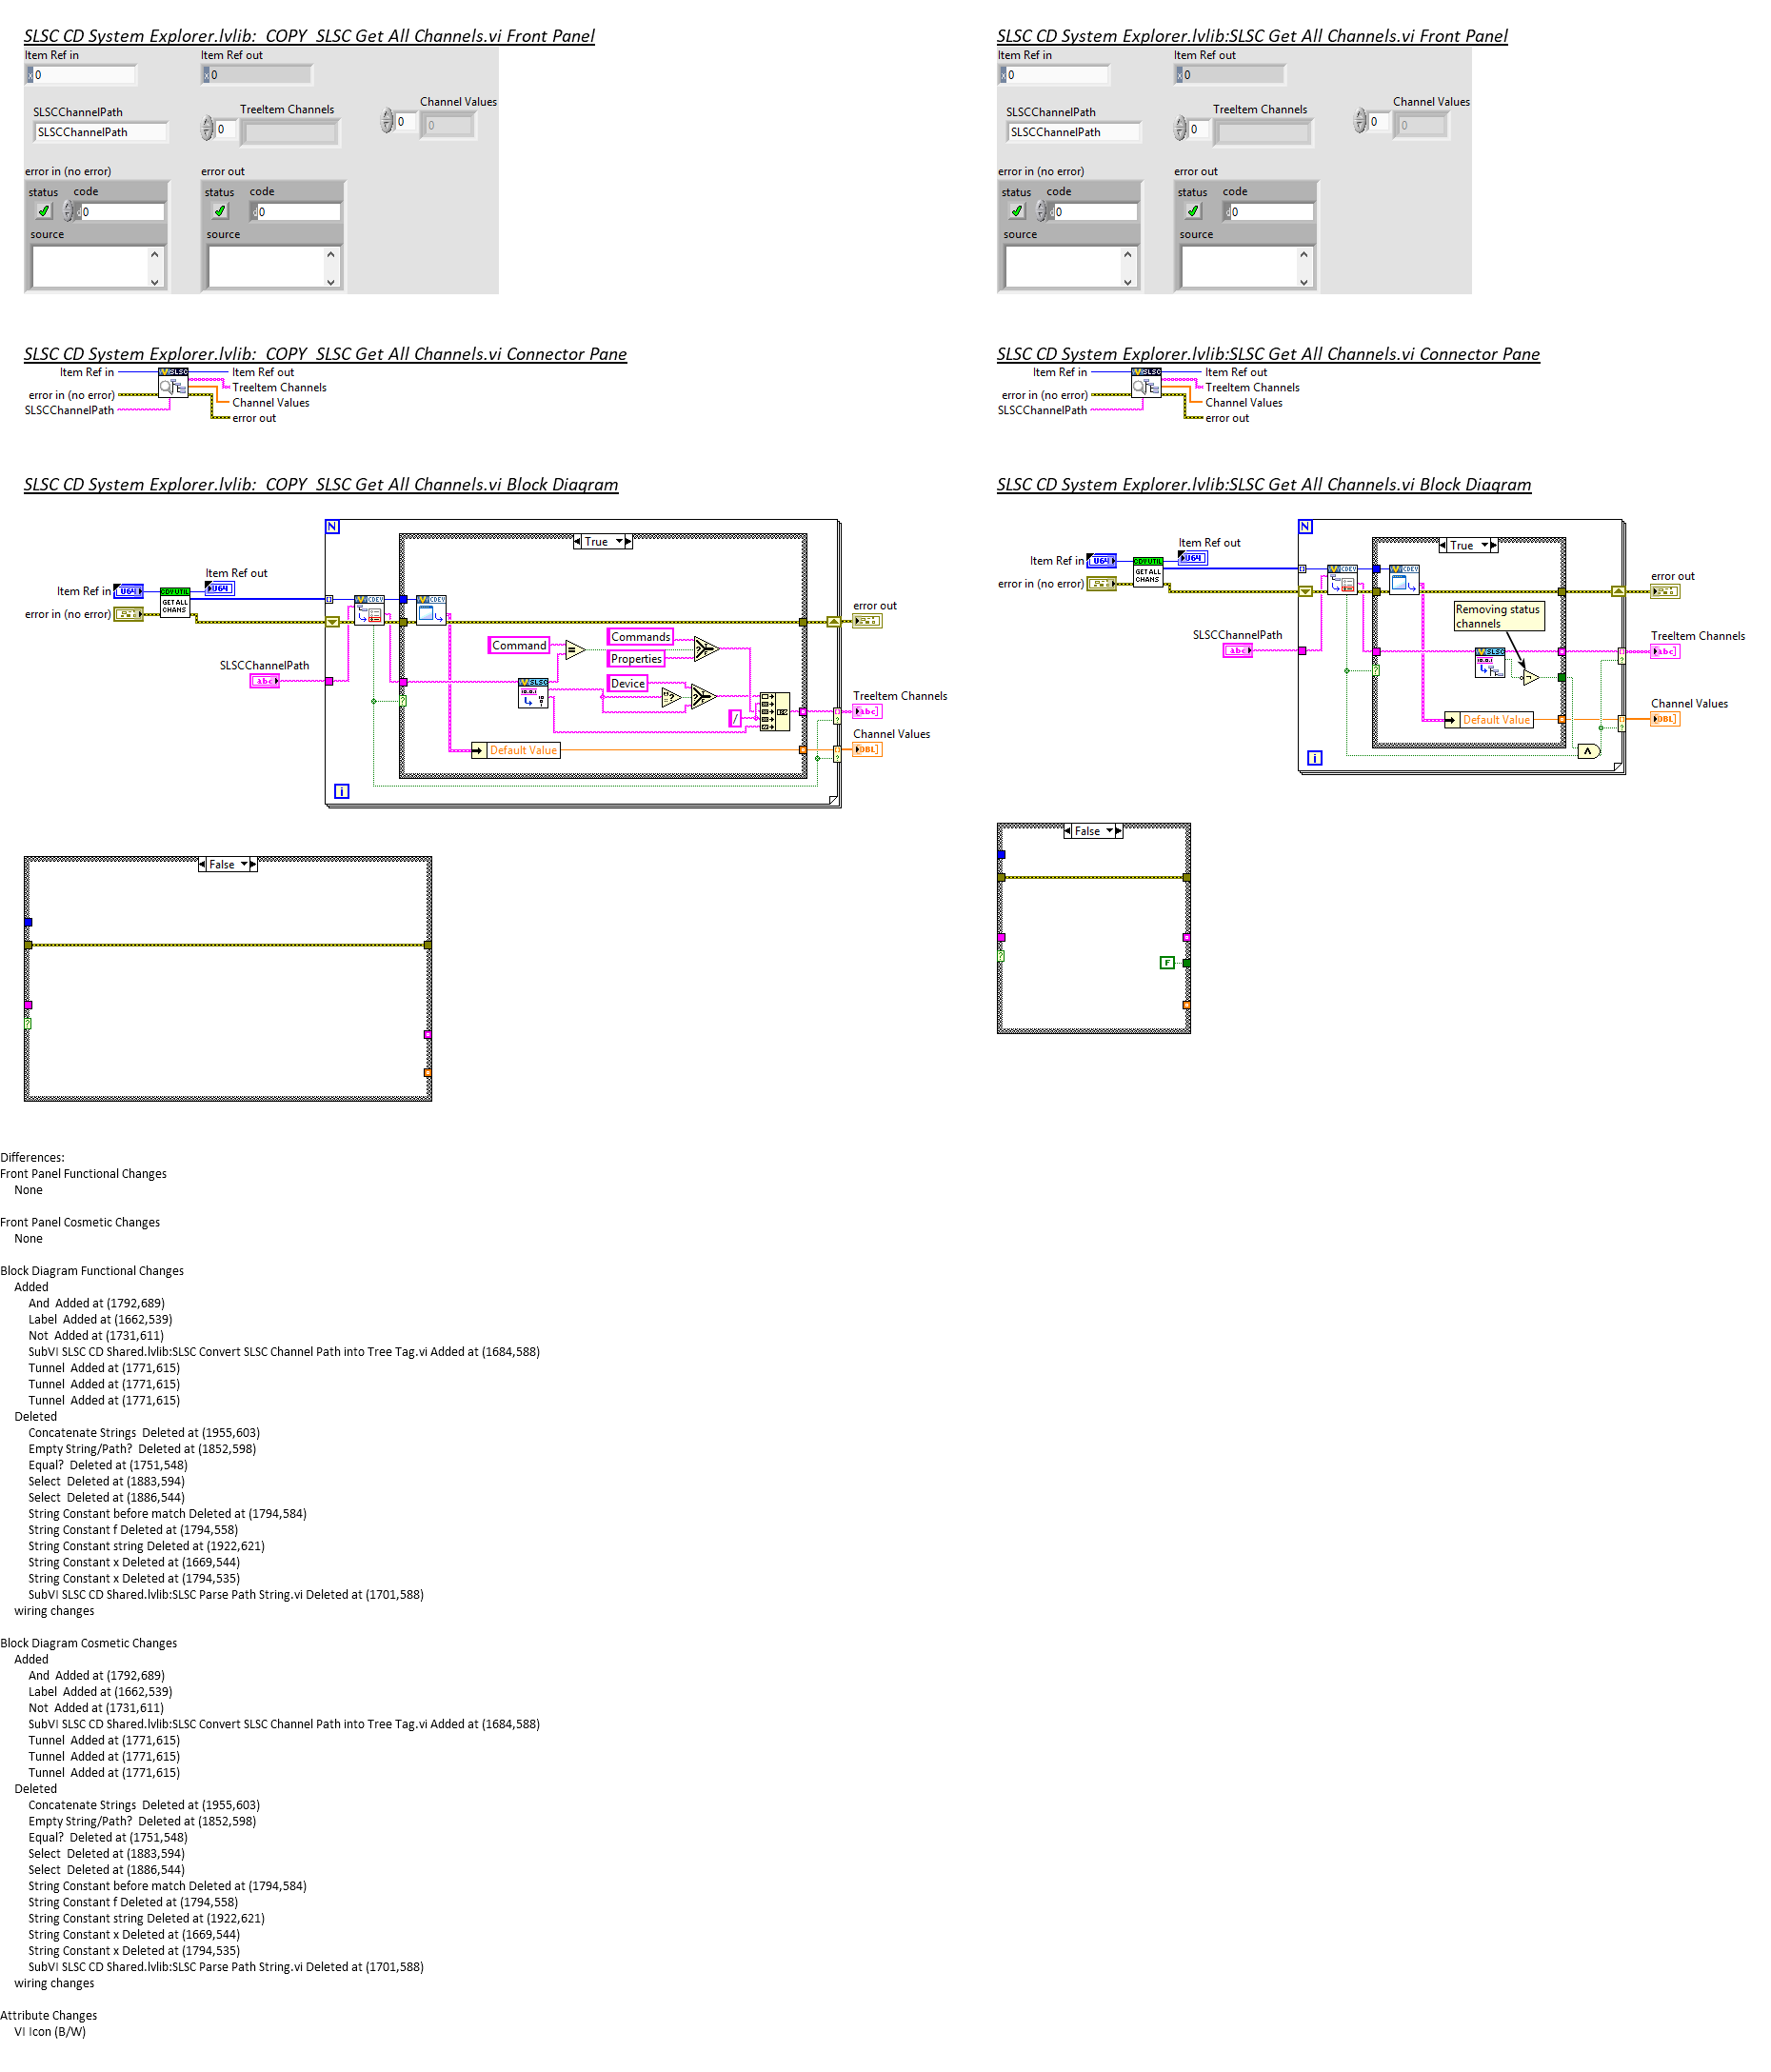 SLSC CD System Explorer.lvlib:_COPY_SLSC Get All Channels.vi Front Panel
Item Ref in
Item Ref out
x 0
x 0
SLSCChannelPath
TreeItem Channels
Channel Values
SLSCChannelPath
0
0
0
error in (no error)
error out
status code
status code
d 0
d 0
source
source
SLSC CD System Explorer.lvlib:SLSC Get All Channels.vi Front Panel
Item Ref in
Item Ref out
x 0
x 0
SLSCChannelPath
TreeItem Channels
Channel Values
SLSCChannelPath
0
0
0
error in (no error)
error out
status code
status code
d 0
d 0
source
source
SLSC CD System Explorer.lvlib:_COPY_SLSC Get All Channels.vi Connector Pane
Item Ref in
SLSC
Item Ref out
TreeItem Channels
error in (no error)
Channel Values
SLSCChannelPath
error out
SLSC CD System Explorer.lvlib:SLSC Get All Channels.vi Connector Pane
Item Ref in
SLSC
Item Ref out
TreeItem Channels
error in (no error)
Channel Values
SLSCChannelPath
error out
SLSC CD System Explorer.lvlib:_COPY_SLSC Get All Channels.vi Block Diagram
N
True
Item Ref out
Item Ref in
U64
CDV UTIL
GET ALL
CHANS
U64
error in (no error)
CDEV
CDEV
error out
Command
=
Commands
Properties
SLSCChannelPath
abc
SLSC
Device
/
TreeItem Channels
abc
Channel Values
Default Value
DBL
i
False
SLSC CD System Explorer.lvlib:SLSC Get All Channels.vi Block Diagram
N
True
Item Ref out
Item Ref in
U64
CDV UTIL
GET ALL
CHANS
U64
error in (no error)
CDEV
CDEV
error out
Removing status
channels
SLSCChannelPath
abc
SLSC
TreeItem Channels
abc
Channel Values
Default Value
DBL
i
False
F
Differences:
Front Panel Functional Changes
None
Front Panel Cosmetic Changes
None
Block Diagram Functional Changes
Added
And  Added at (1792,689)
Label  Added at (1662,539)
Not  Added at (1731,611)
SubVI SLSC CD Shared.lvlib:SLSC Convert SLSC Channel Path into Tree Tag.vi Added at (1684,588)
Tunnel  Added at (1771,615)
Tunnel  Added at (1771,615)
Tunnel  Added at (1771,615)
Deleted
Concatenate Strings  Deleted at (1955,603)
Empty String/Path?  Deleted at (1852,598)
Equal?  Deleted at (1751,548)
Select  Deleted at (1883,594)
Select  Deleted at (1886,544)
String Constant before match Deleted at (1794,584)
String Constant f Deleted at (1794,558)
String Constant string Deleted at (1922,621)
String Constant x Deleted at (1669,544)
String Constant x Deleted at (1794,535)
SubVI SLSC CD Shared.lvlib:SLSC Parse Path String.vi Deleted at (1701,588)
wiring changes
Block Diagram Cosmetic Changes
Added
And  Added at (1792,689)
Label  Added at (1662,539)
Not  Added at (1731,611)
SubVI SLSC CD Shared.lvlib:SLSC Convert SLSC Channel Path into Tree Tag.vi Added at (1684,588)
Tunnel  Added at (1771,615)
Tunnel  Added at (1771,615)
Tunnel  Added at (1771,615)
Deleted
Concatenate Strings  Deleted at (1955,603)
Empty String/Path?  Deleted at (1852,598)
Equal?  Deleted at (1751,548)
Select  Deleted at (1883,594)
Select  Deleted at (1886,544)
String Constant before match Deleted at (1794,584)
String Constant f Deleted at (1794,558)
String Constant string Deleted at (1922,621)
String Constant x Deleted at (1669,544)
String Constant x Deleted at (1794,535)
SubVI SLSC CD Shared.lvlib:SLSC Parse Path String.vi Deleted at (1701,588)
wiring changes
Attribute Changes
VI Icon (B/W)